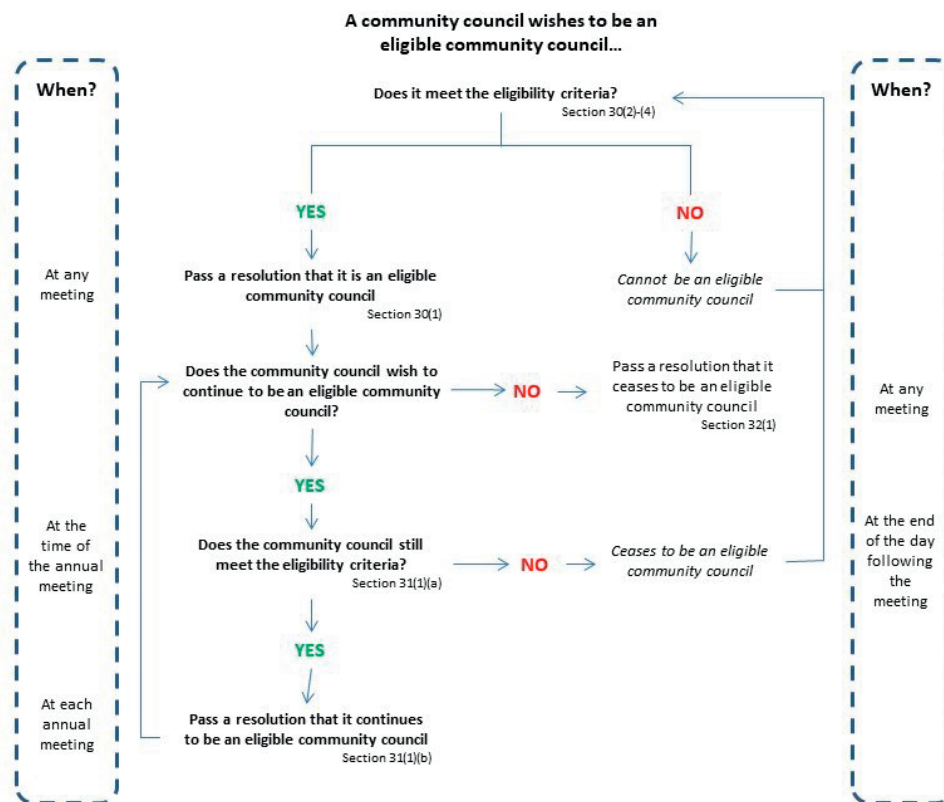 A community council wishes to be an
eligible community council...
When?
Does it meet the eligibility criteria?
Section 30(2)-(4)
When?
YES
NO
At any
meeting
Pass a resolution that it is an eligible
community council
Section 30(1)
Cannot be an eligible
community council
Does the community council wish to
continue to be an eligible community
council?
NO
Pass a resolution that it
ceases to be an eligible
community council
Section 32(1)
At any
meeting
YES
At the
time of
the annual
meeting
Does the community council still
meet the eligibility criteria?
Section 31(1)(a)
NO
Ceases to be an eligible
community council
At the end
of the day
following
the
meeting
YES
At each
annual
meeting
Pass a resolution that it continues
to be an eligible community council
Section 31(1)(b)